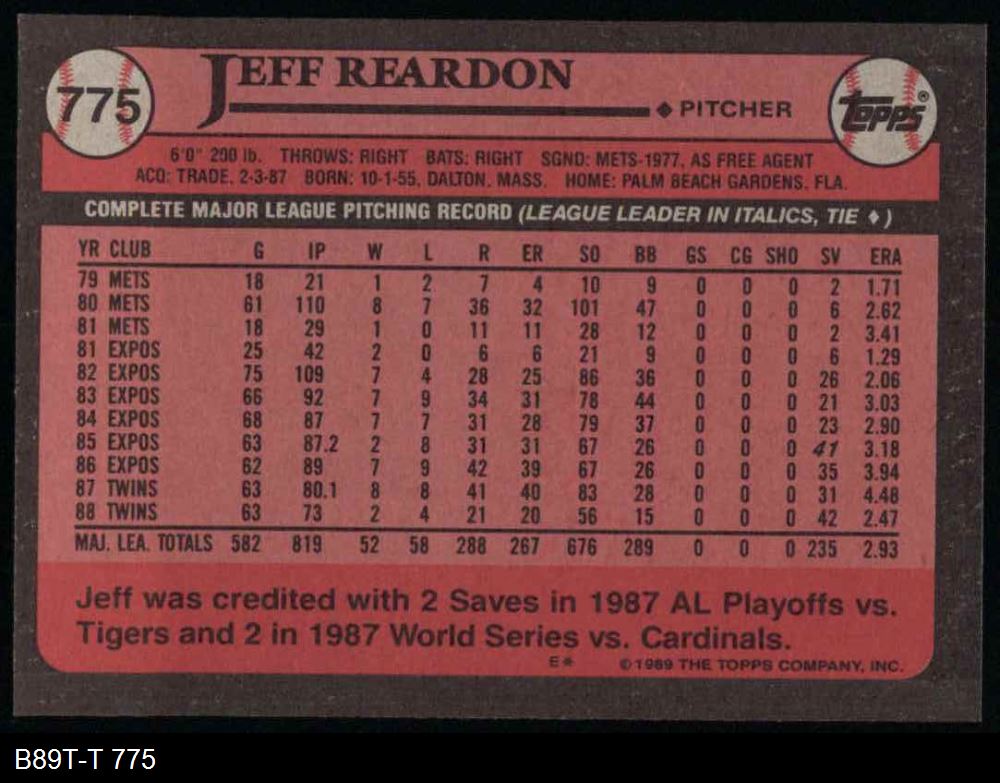 775
JEFF REARDON
◆ PITCHER
TOPPS®
6'0" 200 lb. THROWS: RIGHT BATS: RIGHT SGND: METS-1977, AS FREE AGENT
ACQ: TRADE, 2-3-87 BORN: 10-1-55, DALTON, MASS. HOME: PALM BEACH GARDENS, FLA.
COMPLETE MAJOR LEAGUE PITCHING RECORD (LEAGUE LEADER IN ITALICS, TIE ♦)
YR CLUB G IP W L R ER SO BB GS CG SHO SV ERA
79 METS 18 21 1 2 7 4 10 9 0 0 0 2 1.71
80 METS 61 110 8 7 36 32 101 47 0 0 0 6 2.62
81 METS 18 29 1 0 11 11 28 12 0 0 0 2 3.41
81 EXPOS 25 42 2 0 6 6 21 9 0 0 0 6 1.29
82 EXPOS 75 109 7 4 28 25 86 36 0 0 0 26 2.06
83 EXPOS 66 92 7 9 34 31 78 44 0 0 0 21 3.03
84 EXPOS 68 87 7 7 31 28 79 37 0 0 0 23 2.90
85 EXPOS 63 87.2 2 8 31 31 67 26 0 0 0 41 3.18
86 EXPOS 62 89 7 9 42 39 67 26 0 0 0 35 3.94
87 TWINS 63 80.1 8 8 41 40 83 28 0 0 0 31 4.48
88 TWINS 63 73 2 4 21 20 56 15 0 0 0 42 2.47
MAJ. LEA. TOTALS 582 819 52 58 288 267 676 289 0 0 0 235 2.93
Jeff was credited with 2 Saves in 1987 AL Playoffs vs.
Tigers and 2 in 1987 World Series vs. Cardinals.
E* ©1989 THE TOPPS COMPANY, INC.
B89T-T 775